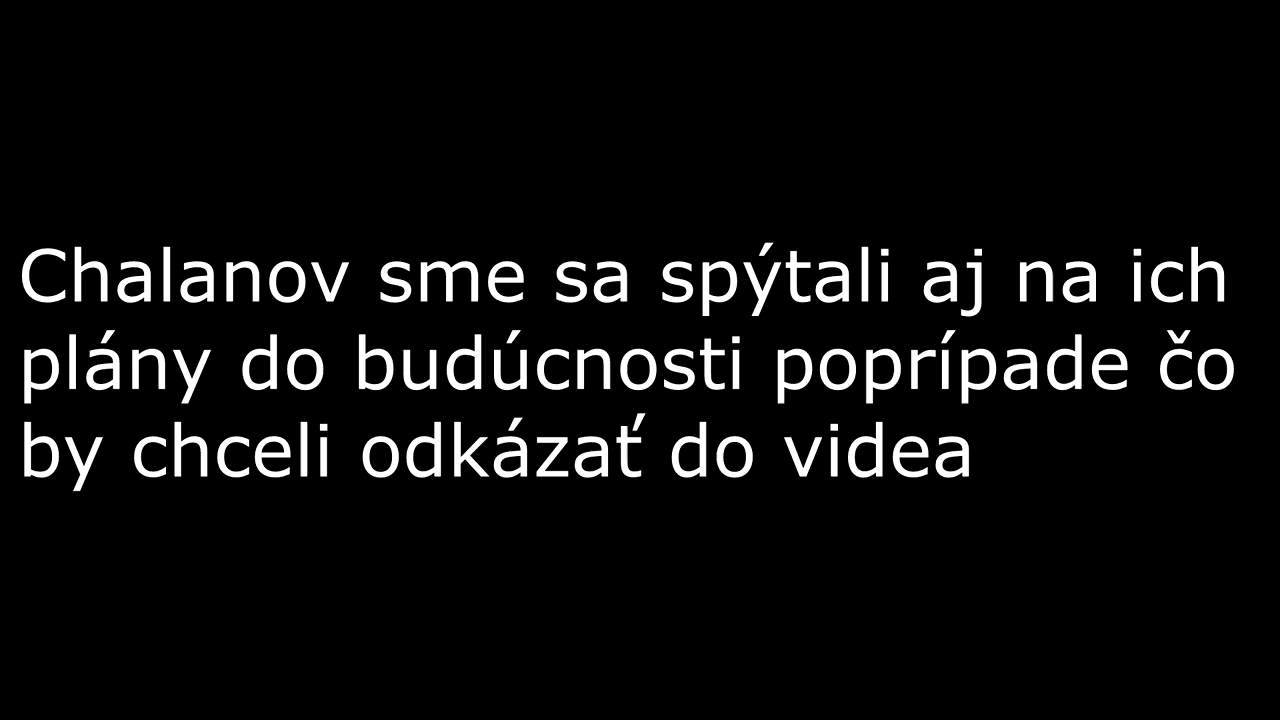 Chalanov sme sa spýtali aj na ich
plány do budúcnosti poprípade čo
by chceli odkázať do videa